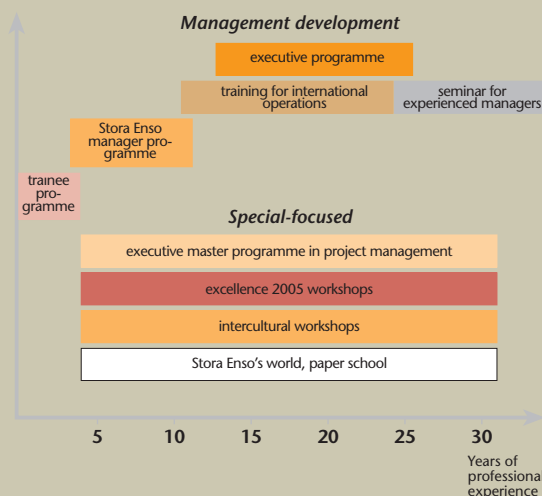 Management development
executive programme
training for international
operations
seminar for
experienced managers
Stora Enso
manager pro-
gramme
trainee
pro-
gramme
Special-focused
executive master programme in project management
excellence 2005 workshops
intercultural workshops
Stora Enso's world, paper school
5 10 15 20 25 30
Years of
professional
experience